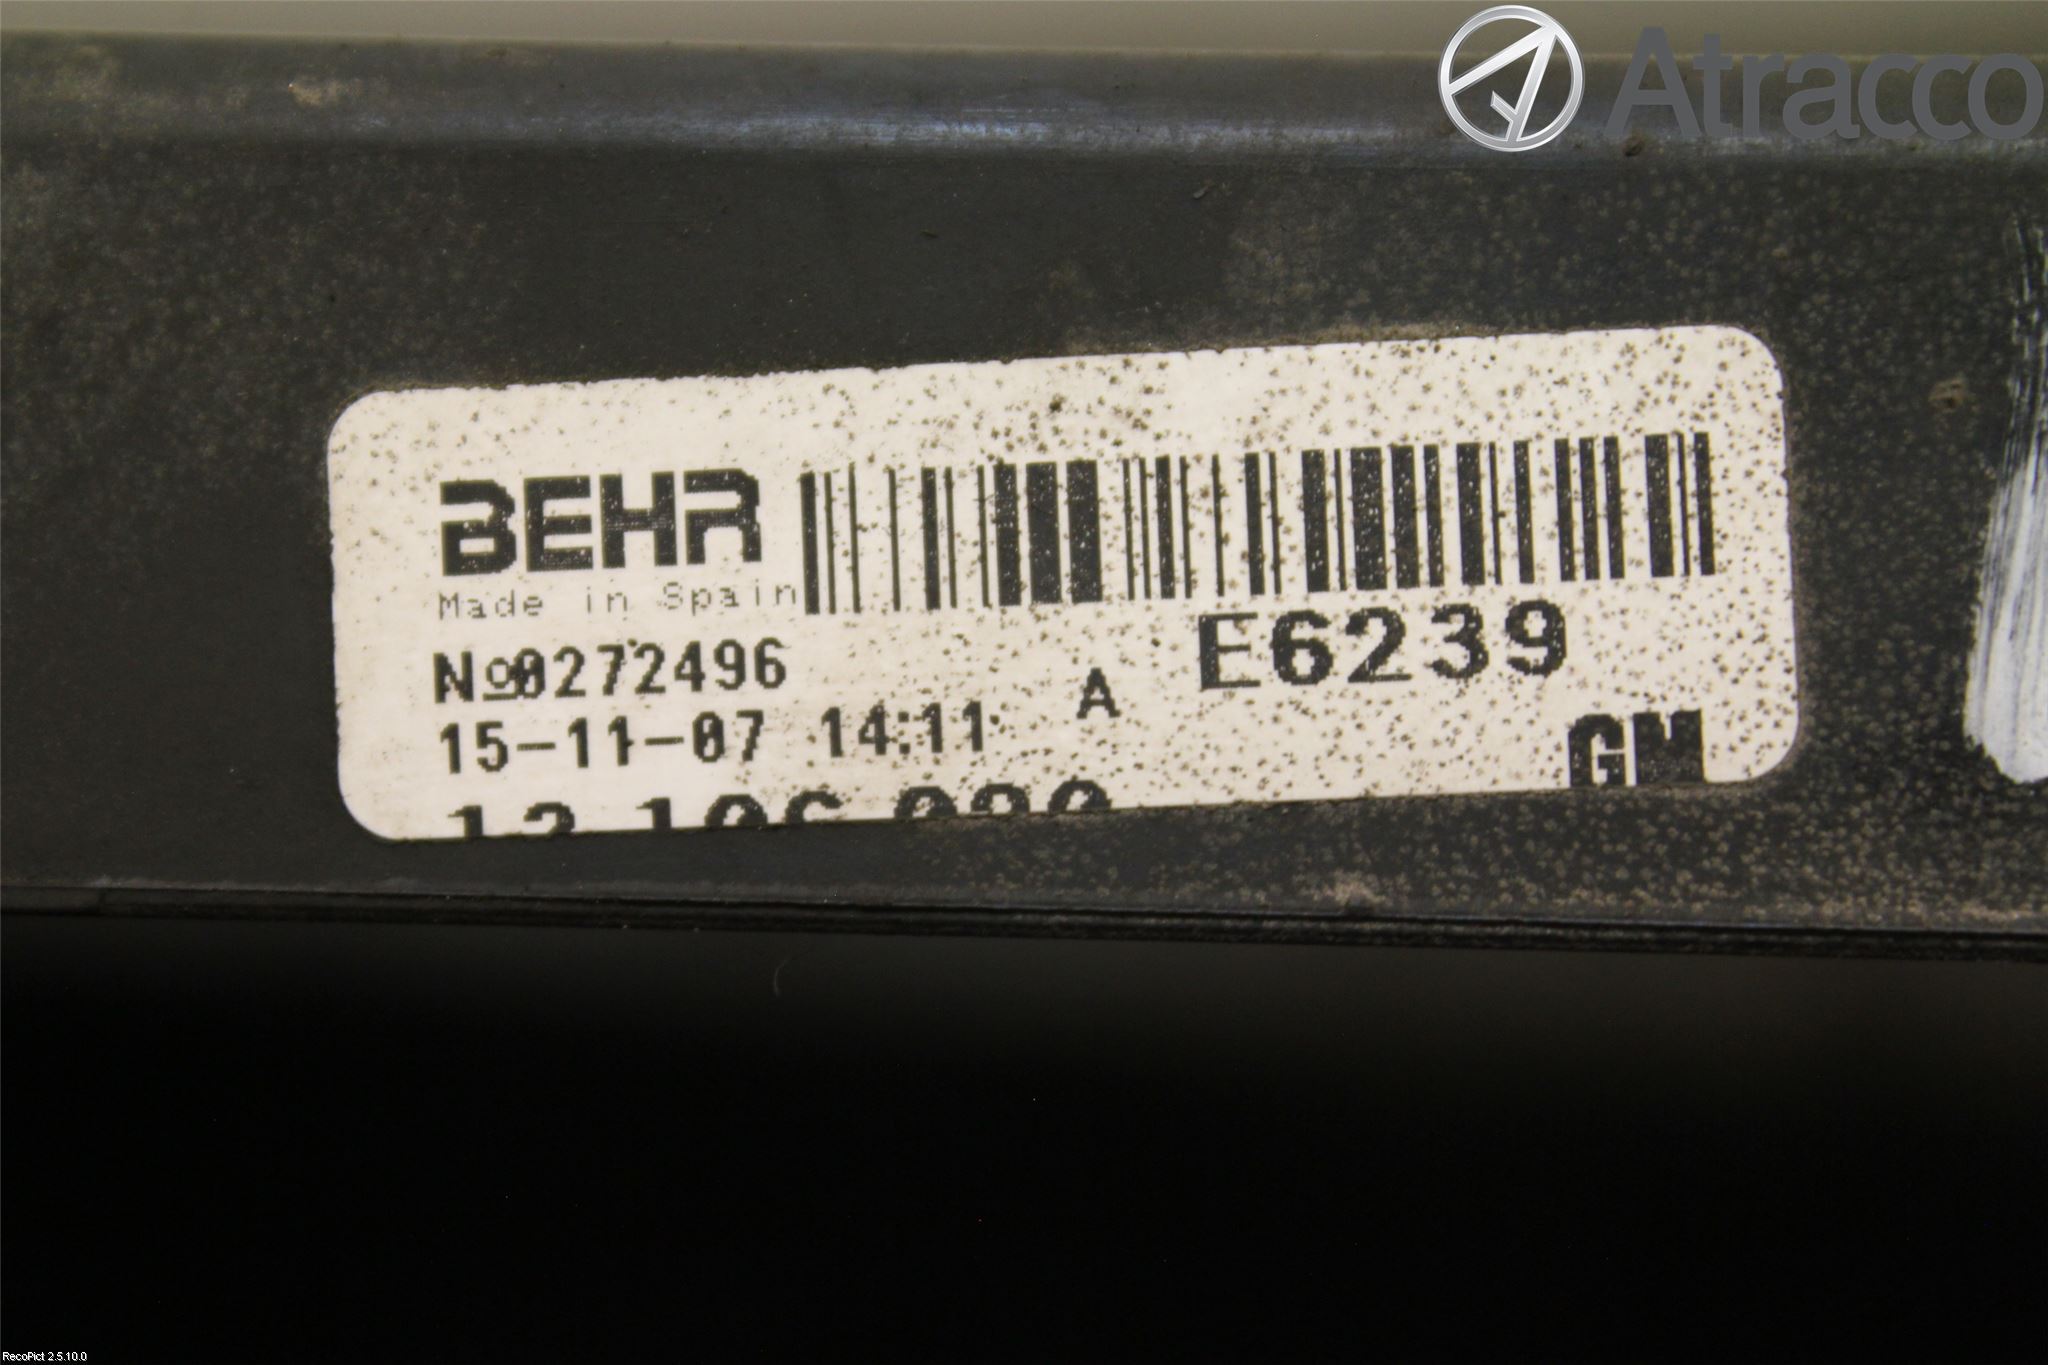 Atracco
BEHR
Made in Spain
Nº0272496
E6239
A
15-11-07 14:11
GM
RecoPict 2.5.10.0